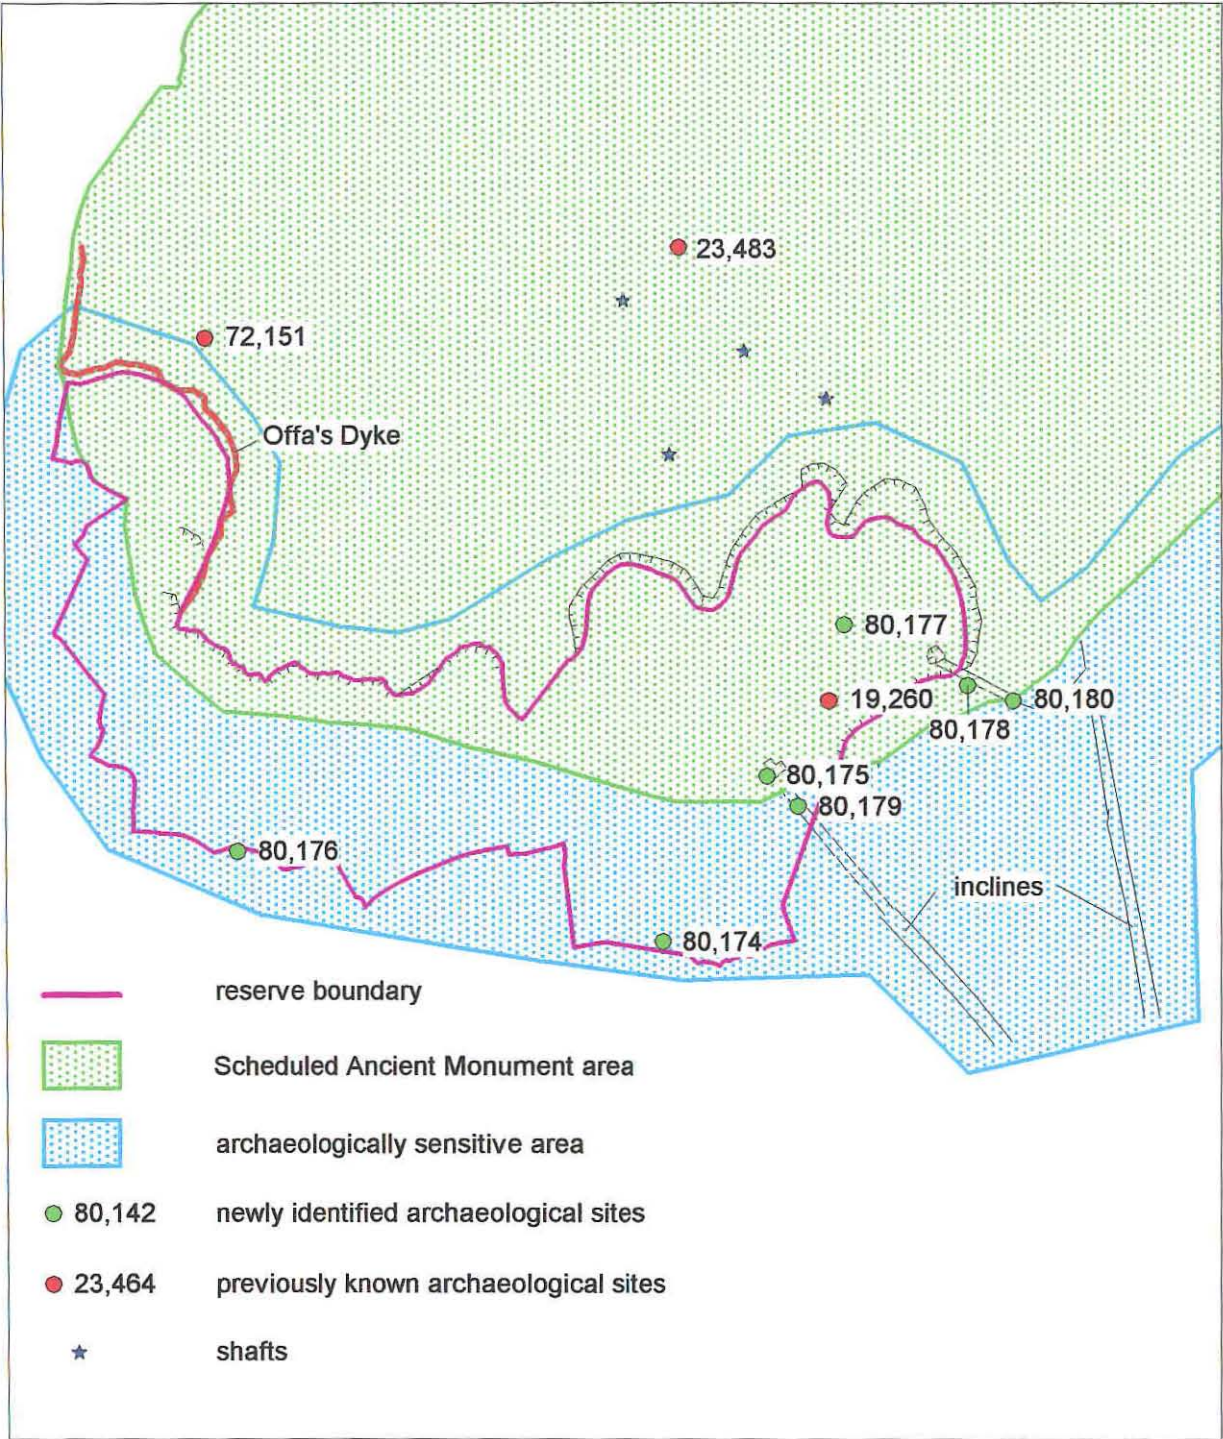 23,483
72,151
Offa's Dyke
80,177
19,260
80,180
80,178
80,175
80,179
80,176
inclines
80,174
reserve boundary
Scheduled Ancient Monument area
archaeologically sensitive area
80,142 newly identified archaeological sites
23,464 previously known archaeological sites
shafts